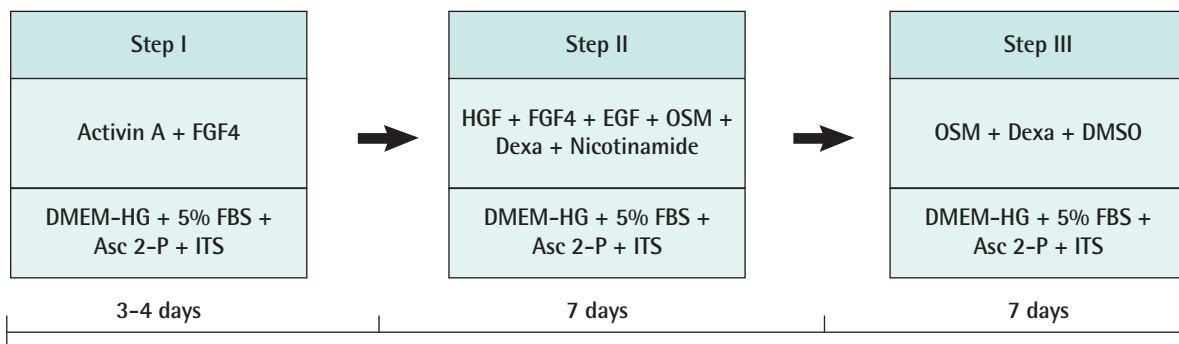 Step I
Activin A + FGF4
DMEM-HG + 5% FBS +
Asc 2-P + ITS
3-4 days
Step II
HGF + FGF4 + EGF + OSM +
Dexa + Nicotinamide
DMEM-HG + 5% FBS +
Asc 2-P + ITS
7 days
Step III
OSM + Dexa + DMSO
DMEM-HG + 5% FBS +
Asc 2-P + ITS
7 days